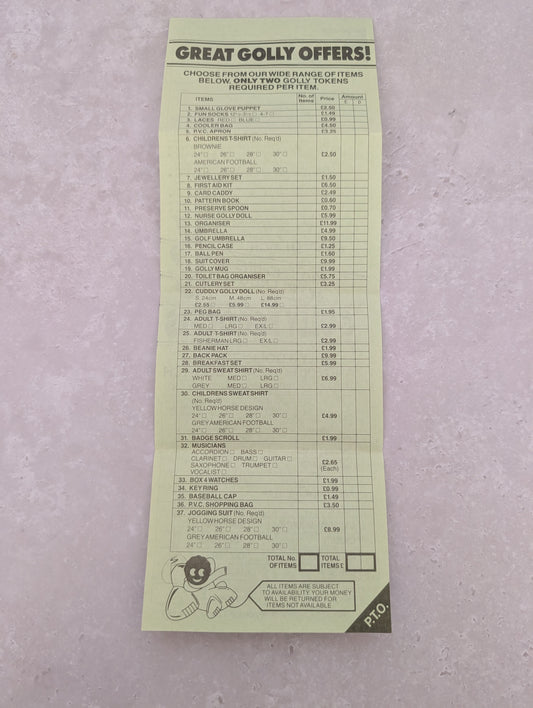 GREAT GOLLY OFFERS!
CHOOSE FROM OUR WIDE RANGE OF ITEMS
BELOW, ONLY TWO GOLLY TOKENS
REQUIRED PER ITEM.
ITEMS No. of Items Price Amount £ p
1. SMALL GLOVE PUPPET £2.50
2. FUN SOCKS 12½-3½ □ 4-7 □ £1.49
3. LACES RED □ BLUE □ £0.99
4. COOLER BAG £4.50
5. P.V.C. APRON £3.25
6. CHILDRENS T-SHIRT (No. Req'd)
BROWNIE
24" □ 26" □ 28" □ 30" □ £2.50
AMERICAN FOOTBALL
24" □ 26" □ 28" □ 30" □
7. JEWELLERY SET £1.50
8. FIRST AID KIT £6.50
9. CARD CADDY £2.49
10. PATTERN BOOK £0.60
11. PRESERVE SPOON £0.70
12. NURSE GOLLY DOLL £5.99
13. ORGANISER £11.99
14. UMBRELLA £4.99
15. GOLF UMBRELLA £9.50
16. PENCIL CASE £1.25
17. BALL PEN £1.60
18. SUIT COVER £9.99
19. GOLLY MUG £1.99
20. TOILET BAG ORGANISER £5.75
21. CUTLERY SET £3.25
22. CUDDLY GOLLY DOLL (No. Req'd)
S. 24cm M. 48cm L. 88cm
£2.55 □ £5.99 □ £14.99 □
23. PEG BAG £1.95
24. ADULT T-SHIRT (No. Req'd)
MED □ LRG □ EX/L □ £2.99
25. ADULT T-SHIRT (No. Req'd)
FISHERMAN LRG □ EX/L □ £2.99
26. BEANIE HAT £1.99
27. BACK PACK £9.99
28. BREAKFAST SET £5.99
29. ADULT SWEAT SHIRT (No. Req'd)
WHITE MED □ LRG □ £6.99
GREY MED □ LRG □
30. CHILDRENS SWEAT SHIRT
(No. Req'd)
YELLOW HORSE DESIGN
24" □ 26" □ 28" □ 30" □ £4.99
GREY AMERICAN FOOTBALL
24" □ 26" □ 28" □ 30" □
31. BADGE SCROLL £1.99
32. MUSICIANS
ACCORDION □ BASS □
CLARINET □ DRUM □ GUITAR □ £2.65
SAXOPHONE □ TRUMPET □ (Each)
VOCALIST □
33. BOX 4 WATCHES £1.99
34. KEY RING £0.99
35. BASEBALL CAP £1.49
36. P.V.C. SHOPPING BAG £3.50
37. JOGGING SUIT (No. Req'd)
YELLOW HORSE DESIGN
24" □ 26" □ 28" □ 30" □ £8.99
GREY AMERICAN FOOTBALL
24" □ 26" □ 28" □ 30" □
TOTAL No. OF ITEMS TOTAL ITEMS £
ALL ITEMS ARE SUBJECT
TO AVAILABILITY. YOUR MONEY
WILL BE RETURNED FOR
ITEMS NOT AVAILABLE.
P.T.O.